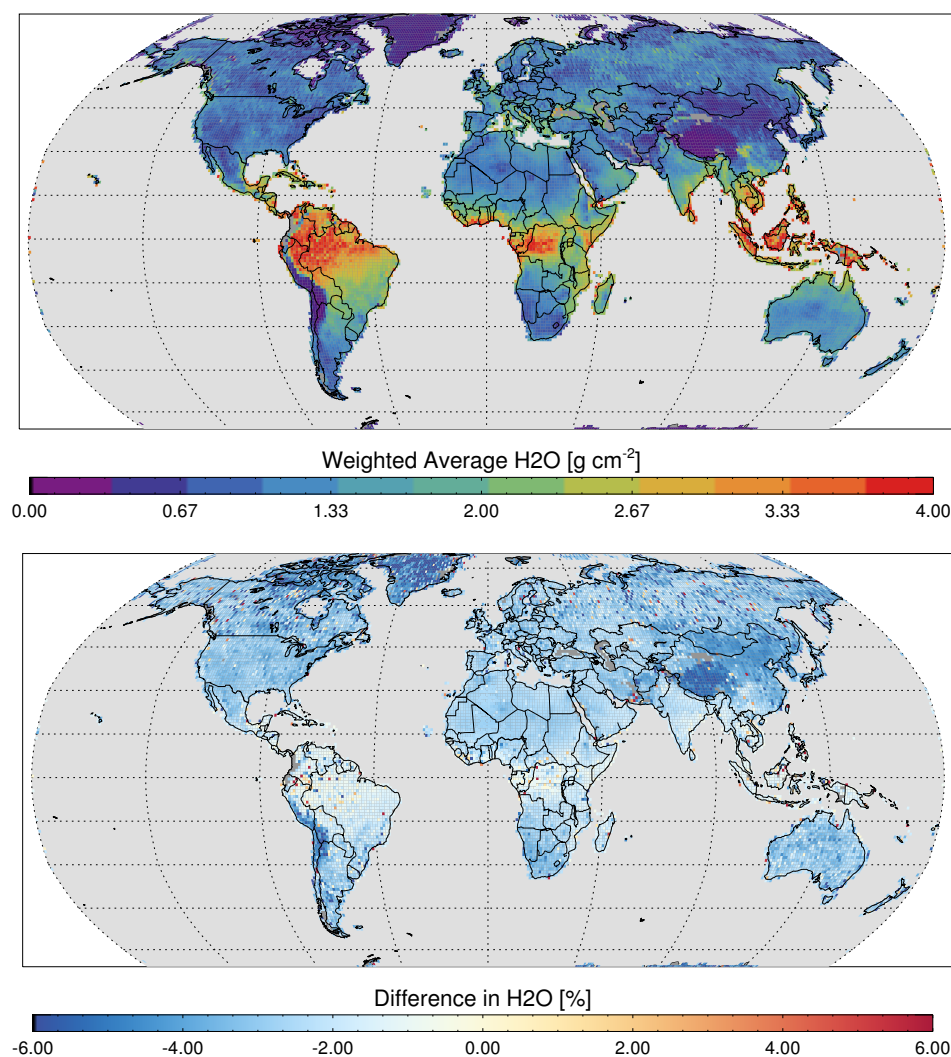 Weighted Average H2O [g cm-2]
0.00 0.67 1.33 2.00 2.67 3.33 4.00
Difference in H2O [%]
-6.00 -4.00 -2.00 0.00 2.00 4.00 6.00